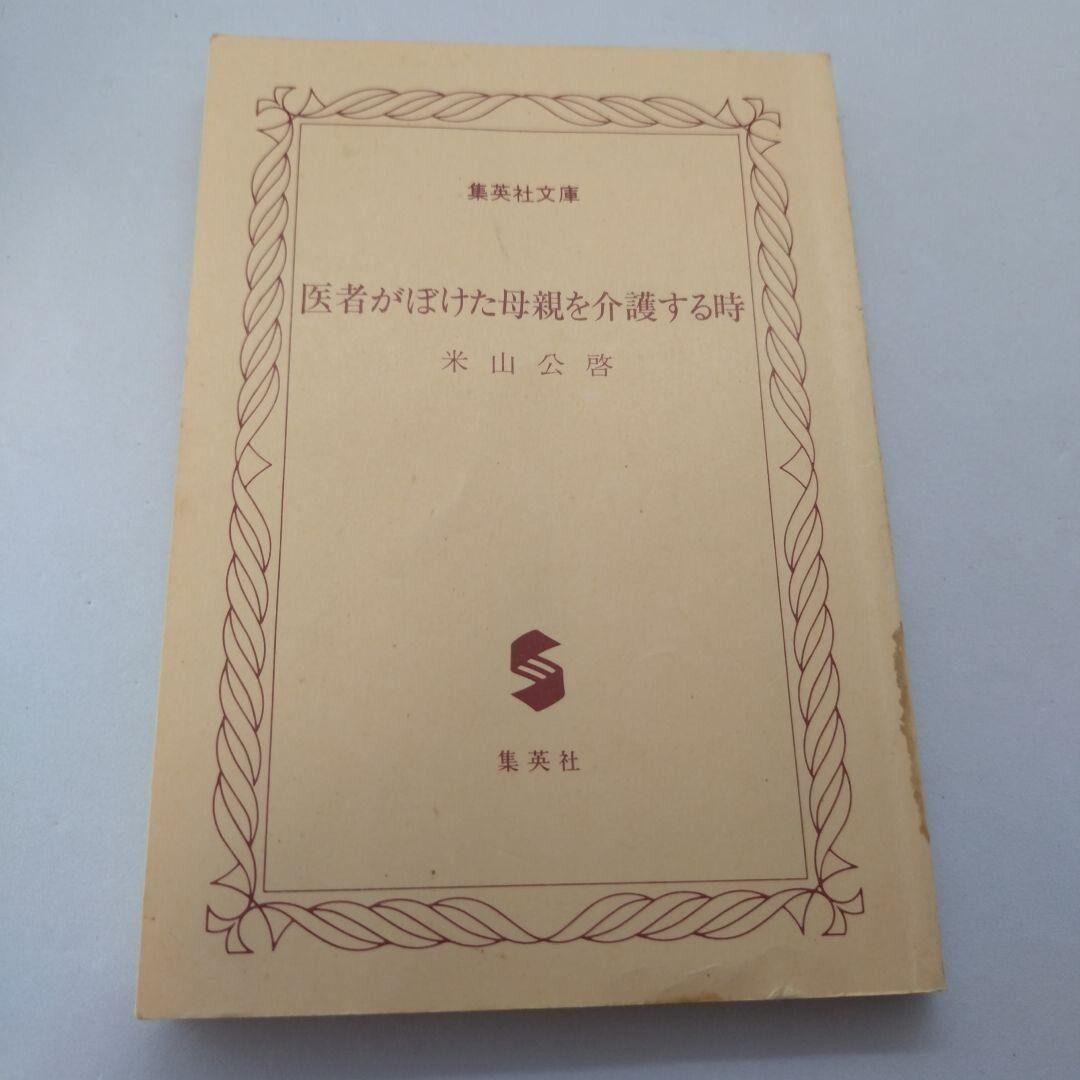 集英社文庫
医者がぼけた母親を介護する時
米山公啓
集英社